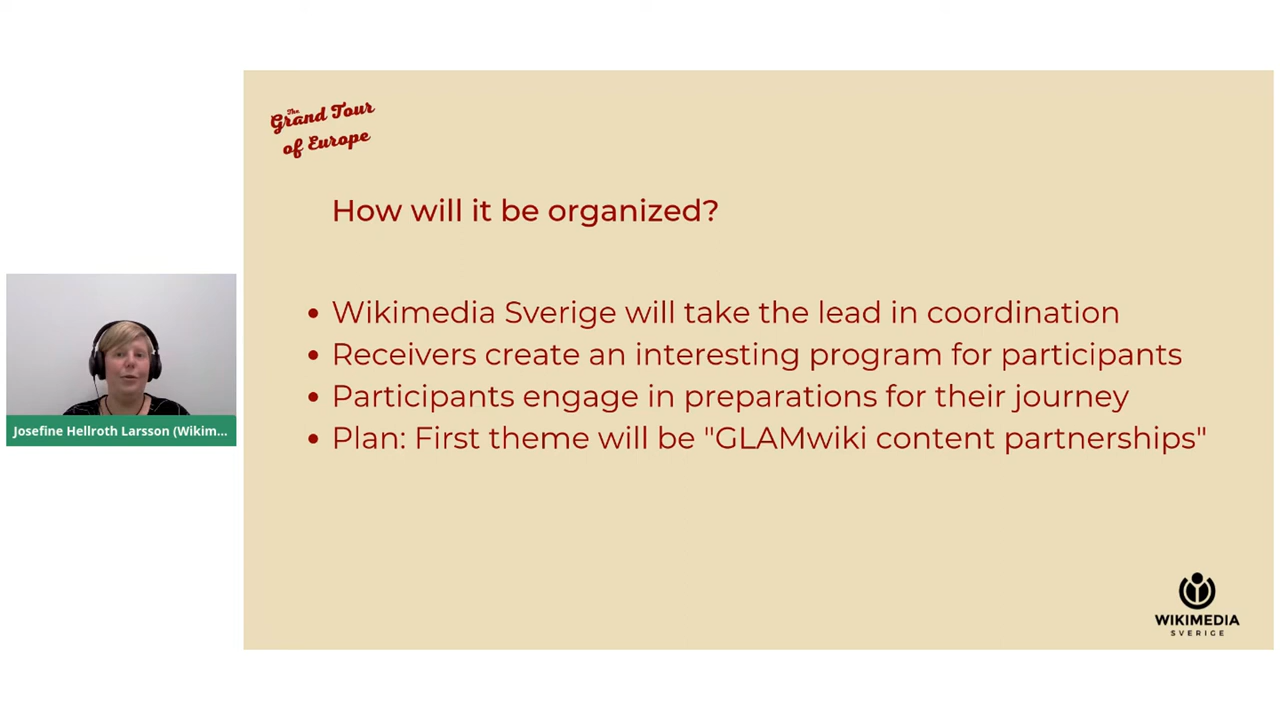 The
Grand Tour
of Europe
How will it be organized?
• Wikimedia Sverige will take the lead in coordination
• Receivers create an interesting program for participants
• Participants engage in preparations for their journey
• Plan: First theme will be "GLAMwiki content partnerships"
Josefine Hellroth Larsson (Wikim...
WIKIMEDIA
SVERIGE